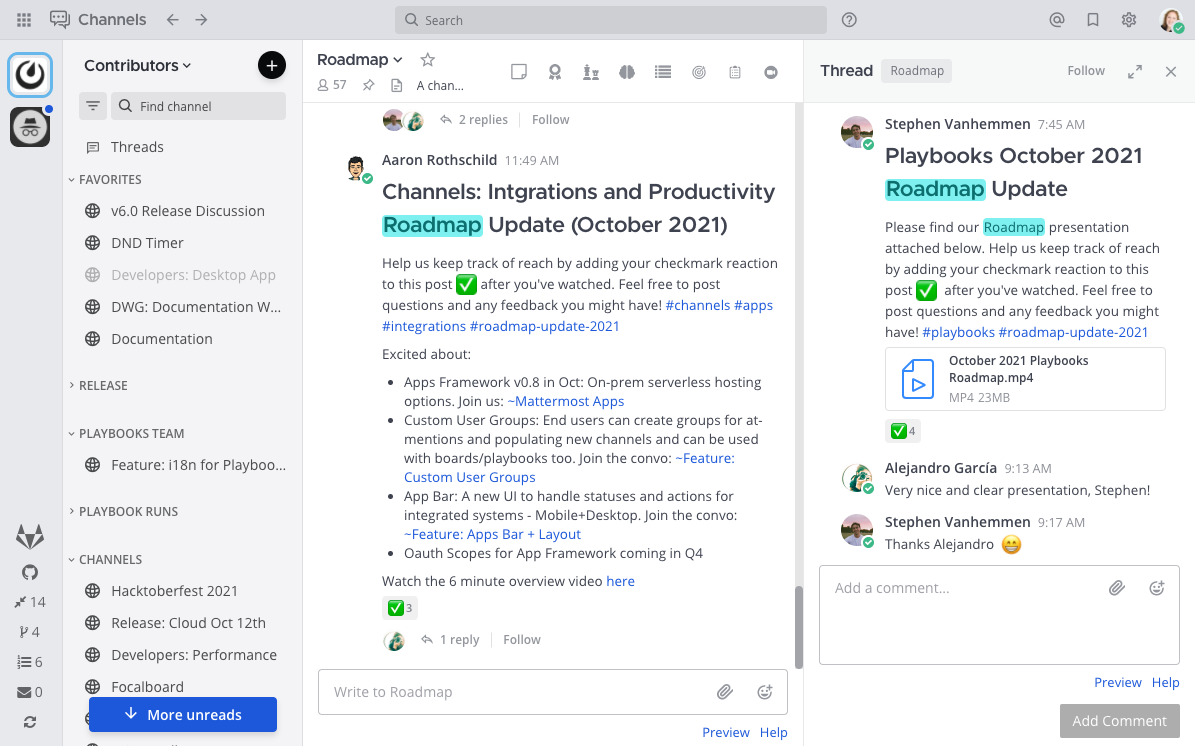 Channels
Search
Contributors
Find channel
Threads
FAVORITES
v6.0 Release Discussion
DND Timer
Developers: Desktop App
DWG: Documentation W...
Documentation
RELEASE
PLAYBOOKS TEAM
Feature: i18n for Playboo...
PLAYBOOK RUNS
CHANNELS
Hacktoberfest 2021
Release: Cloud Oct 12th
Developers: Performance
Focalboard
More unreads
14
4
6
0
Roadmap
57
A chan...
2 replies
Follow
Aaron Rothschild 11:49 AM
Channels: Intgrations and Productivity
Roadmap Update (October 2021)
Help us keep track of reach by adding your checkmark reaction
to this post ✅ after you've watched. Feel free to post
questions and any feedback you might have! #channels #apps
#integrations #roadmap-update-2021
Excited about:
• Apps Framework v0.8 in Oct: On-prem serverless hosting
options. Join us: ~Mattermost Apps
• Custom User Groups: End users can create groups for at-
mentions and populating new channels and can be used
with boards/playbooks too. Join the convo: ~Feature:
Custom User Groups
• App Bar: A new UI to handle statuses and actions for
integrated systems - Mobile+Desktop. Join the convo:
~Feature: Apps Bar + Layout
• Oauth Scopes for App Framework coming in Q4
Watch the 6 minute overview video here
✅ 3
1 reply
Follow
Write to Roadmap
Preview Help
Thread
Roadmap
Follow
Stephen Vanhemmen 7:45 AM
Playbooks October 2021
Roadmap Update
Please find our Roadmap presentation
attached below. Help us keep track of reach
by adding your checkmark reaction to this
post ✅ after you've watched. Feel free to
post questions and any feedback you might
have! #playbooks #roadmap-update-2021
October 2021 Playbooks
Roadmap.mp4
MP4 23MB
✅ 4
Alejandro García 9:13 AM
Very nice and clear presentation, Stephen!
Stephen Vanhemmen 9:17 AM
Thanks Alejandro 😁
Add a comment...
Preview Help
Add Comment